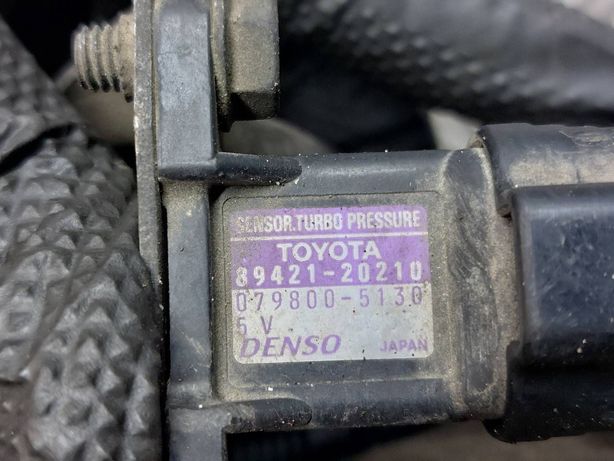 SENSOR.TURBO PRESSURE
TOYOTA
89421-20210
079800-5130
5 V
DENSO JAPAN